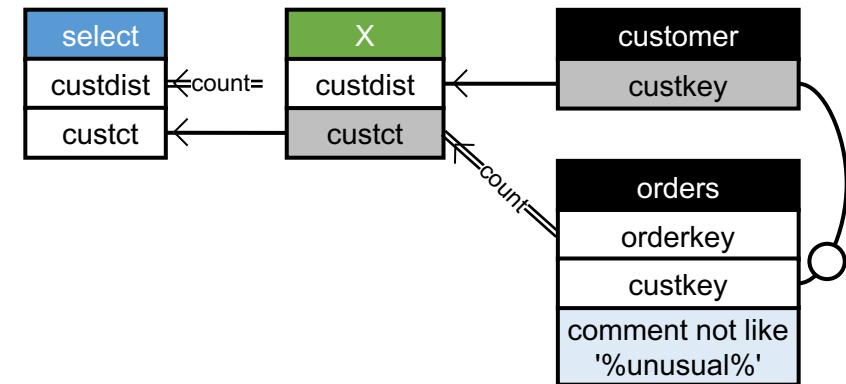 select
custdist
custct
count
X
custdist
custct
count
customer
custkey
orders
orderkey
custkey
comment not like
'%unusual%'